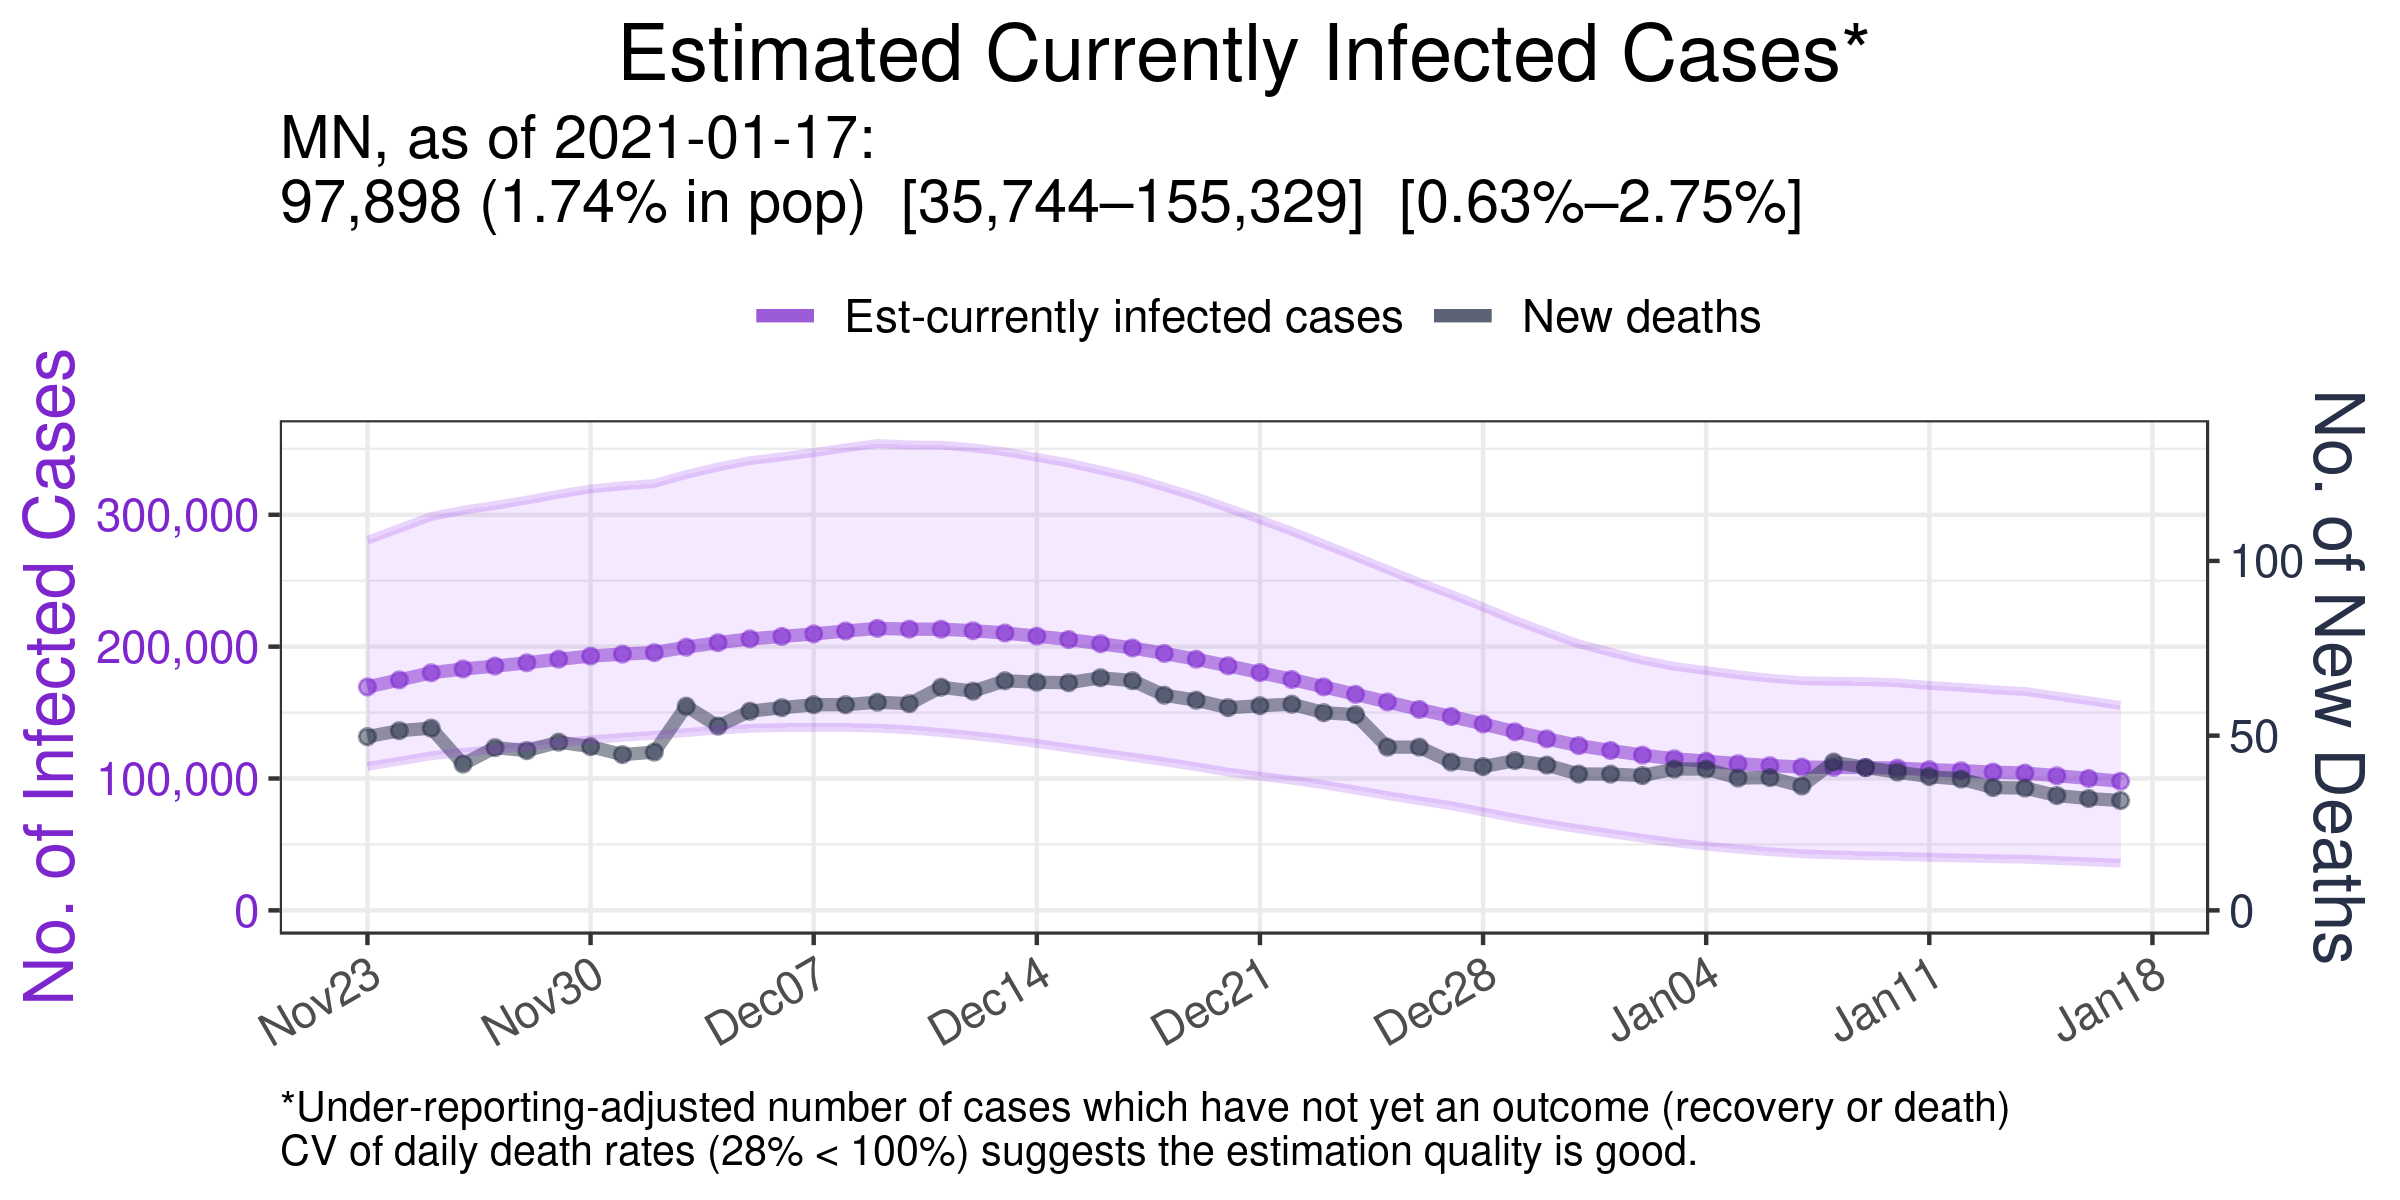 Estimated Currently Infected Cases*
MN, as of 2021-01-17:
97,898 (1.74% in pop)  [35,744–155,329]  [0.63%–2.75%]
Est-currently infected cases
New deaths
No. of Infected Cases
300,000
200,000
100,000
0
No. of New Deaths
100
50
0
Nov23
Nov30
Dec07
Dec14
Dec21
Dec28
Jan04
Jan11
Jan18
*Under-reporting-adjusted number of cases which have not yet an outcome (recovery or death)
CV of daily death rates (28% < 100%) suggests the estimation quality is good.